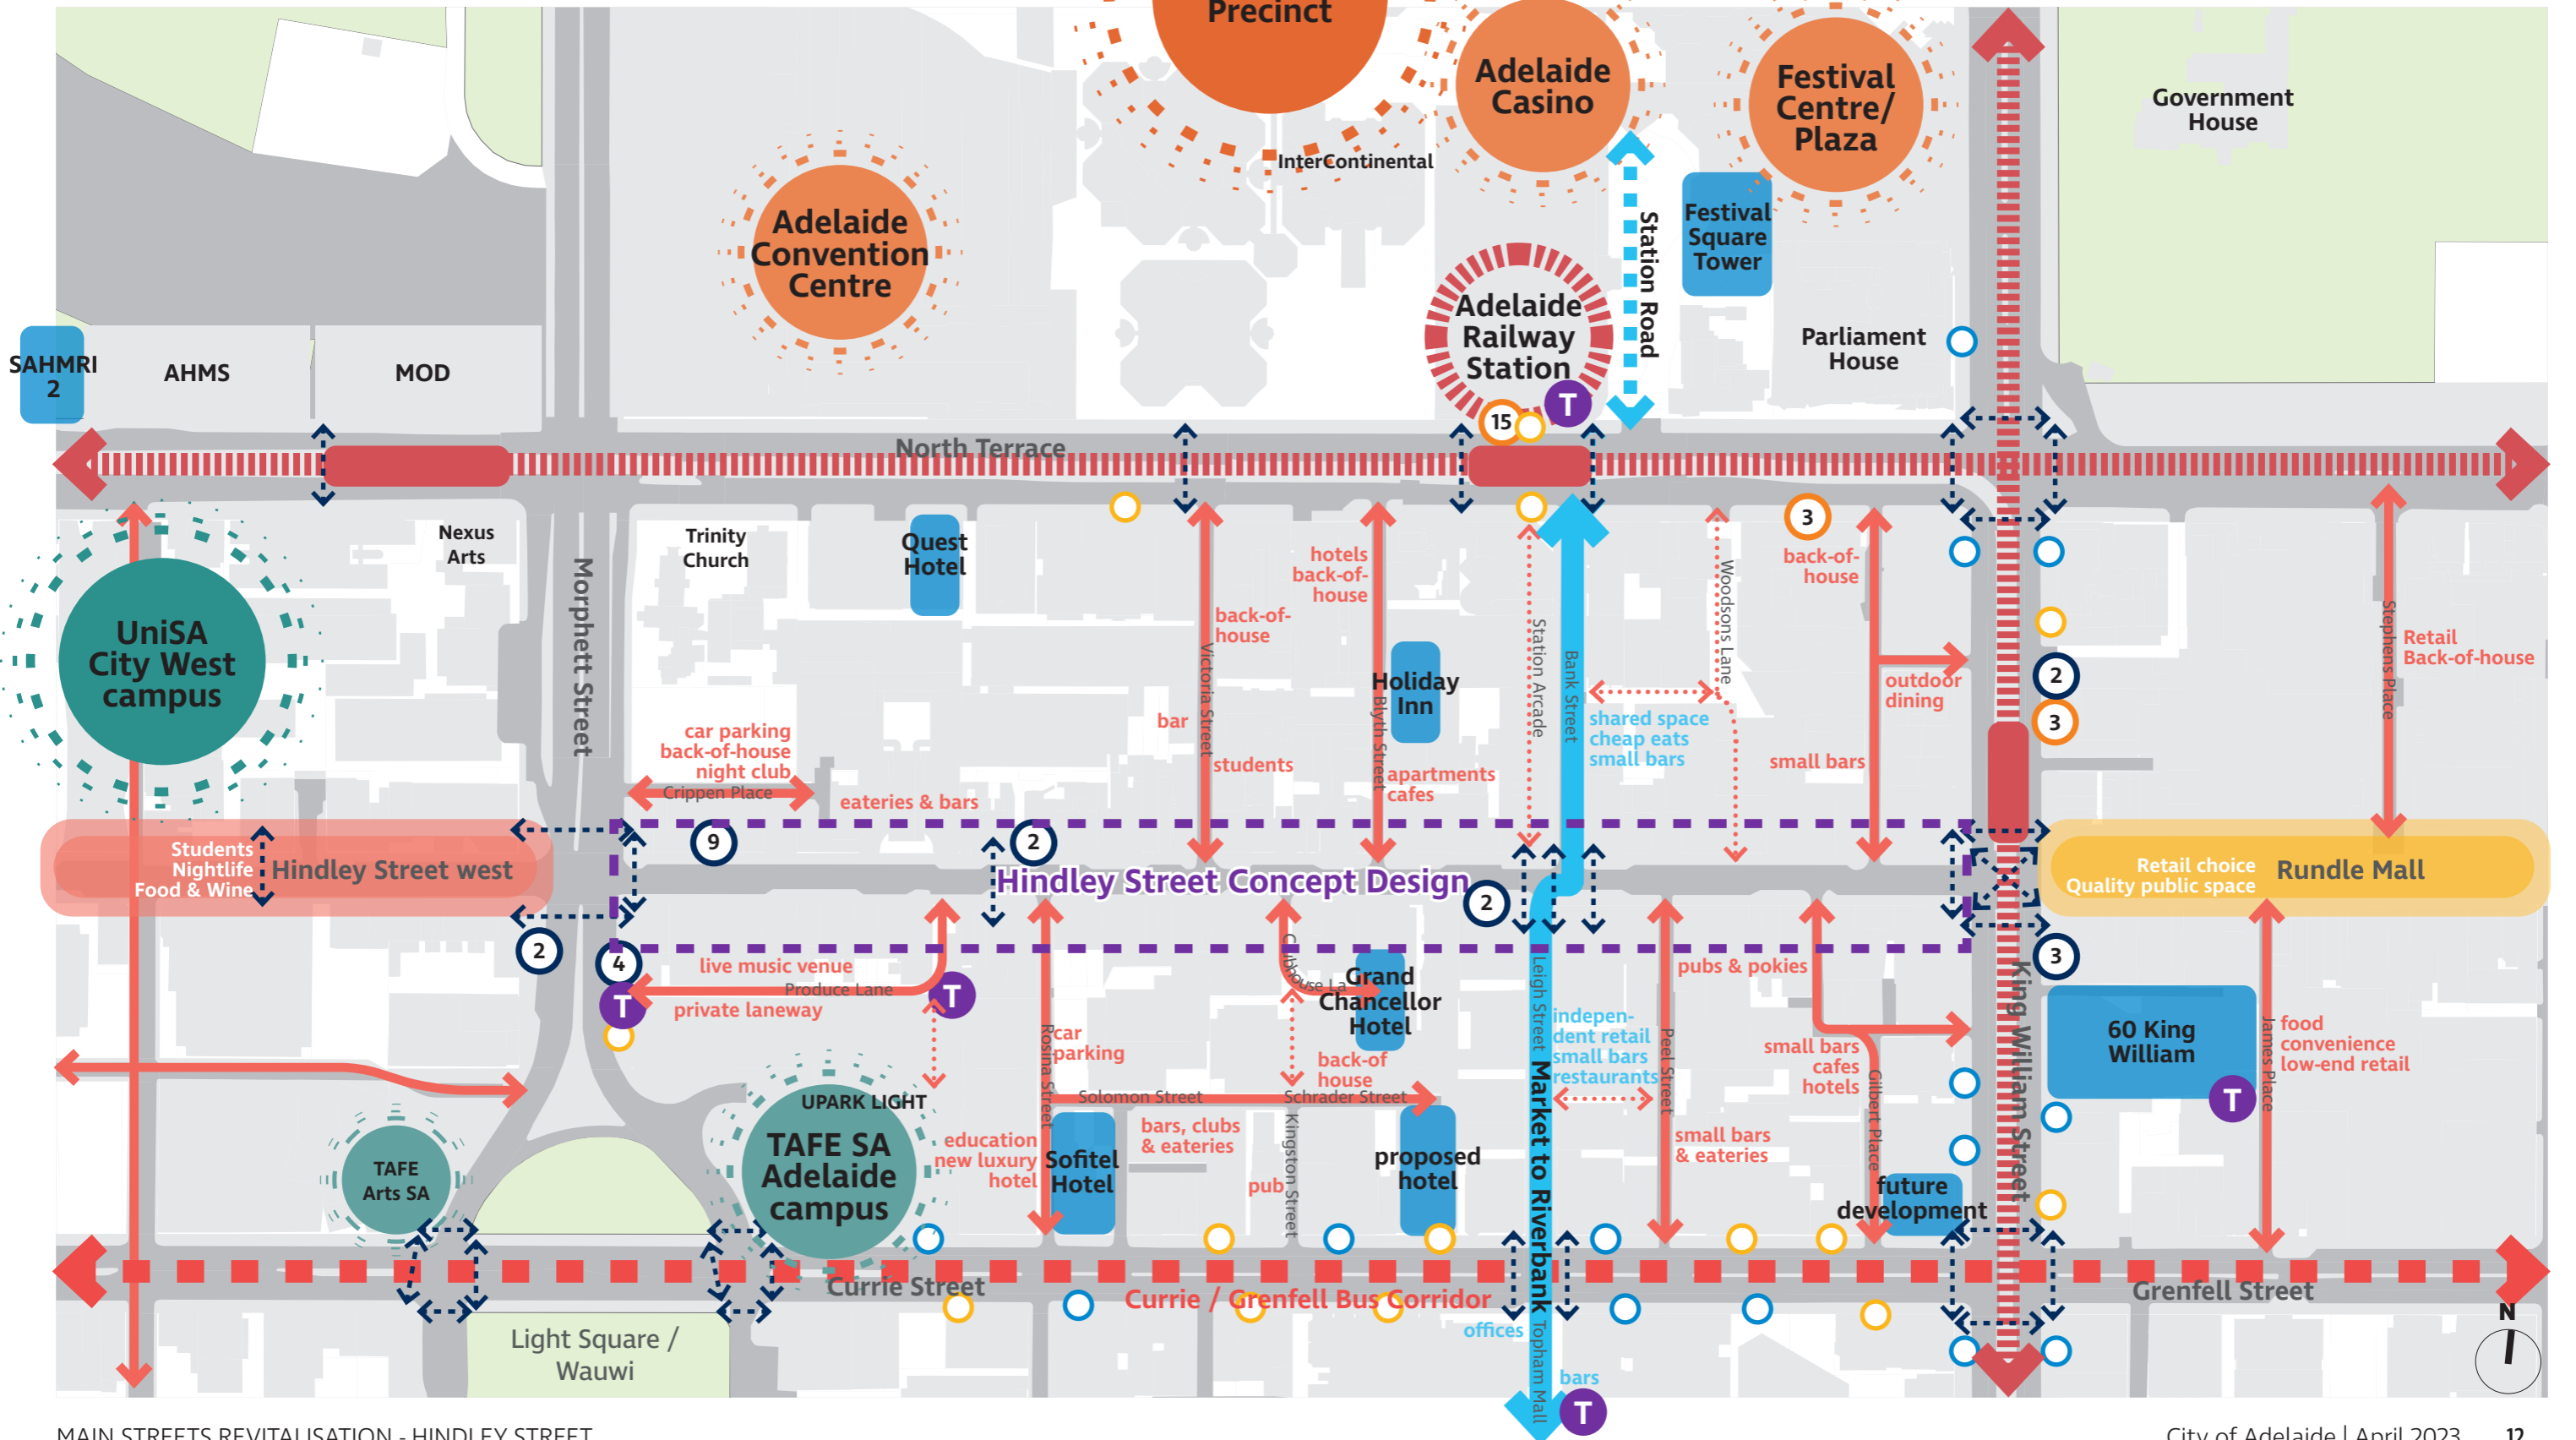 Precinct
Adelaide
Casino
Festival
Centre/
Plaza
Government
House
InterContinental
Adelaide
Convention
Centre
Station Road
Festival
Square
Tower
Adelaide
Railway
Station
Parliament
House
SAHMRI
2
AHMS
MOD
T
15
North Terrace
Nexus
Arts
Trinity
Church
Quest
Hotel
3
hotels
back-of-
house
back-of-
house
Morphett Street
Woodsons Lane
UniSA
City West
campus
back-of-
house
Victoria Street
Station Arcade
Bank Street
Stephens Place
Retail
Back-of-house
Holiday
Inn
Blyth Street
outdoor
dining
2
3
bar
students
shared space
cheap eats
small bars
small bars
car parking
back-of-house
night club
Crippen Place
apartments
cafes
eateries & bars
9
2
Students
Nightlife
Food & Wine
Hindley Street west
Hindley Street Concept Design
2
Retail choice
Quality public space
Rundle Mall
2
4
T
live music venue
Produce Lane
private laneway
T
Clubhouse La
Grand
Chancellor
Hotel
pubs & pokies
3
King William Street
Leigh Street
indepen-
dent retail
small bars
restaurants
Peel Street
Rosina Street
car
parking
back-of
house
small bars
cafes
hotels
Gilbert Place
60 King
William
T
James Place
food
convenience
low-end retail
Solomon Street
Schrader Street
UPARK LIGHT
TAFE SA
Adelaide
campus
TAFE
Arts SA
education
new luxury
hotel
Sofitel
Hotel
bars, clubs
& eateries
pub
Kingston Street
proposed
hotel
Market to Riverbank
small bars
& eateries
future
development
Currie Street
Currie / Grenfell Bus Corridor
Grenfell Street
offices
Topham Mall
Light Square /
Wauwi
bars
T
N
MAIN STREETS REVITALISATION - HINDLEY STREET
City of Adelaide | April 2023 12